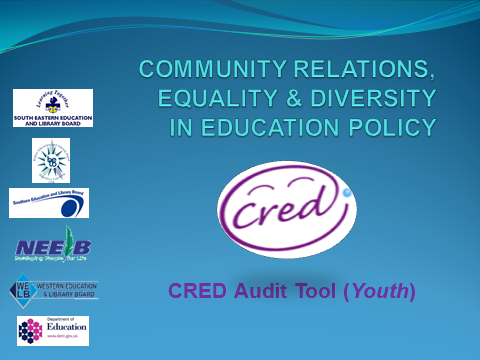 COMMUNITY RELATIONS,
EQUALITY & DIVERSITY
IN EDUCATION POLICY
Learning Together
SOUTH EASTERN EDUCATION
AND LIBRARY BOARD
Southern Education and Library Board
NEELB
Developing People for Life
WE
LB
WESTERN EDUCATION
& LIBRARY BOARD
Department of
Education
www.deni.gov.uk
cred
CRED Audit Tool (Youth)